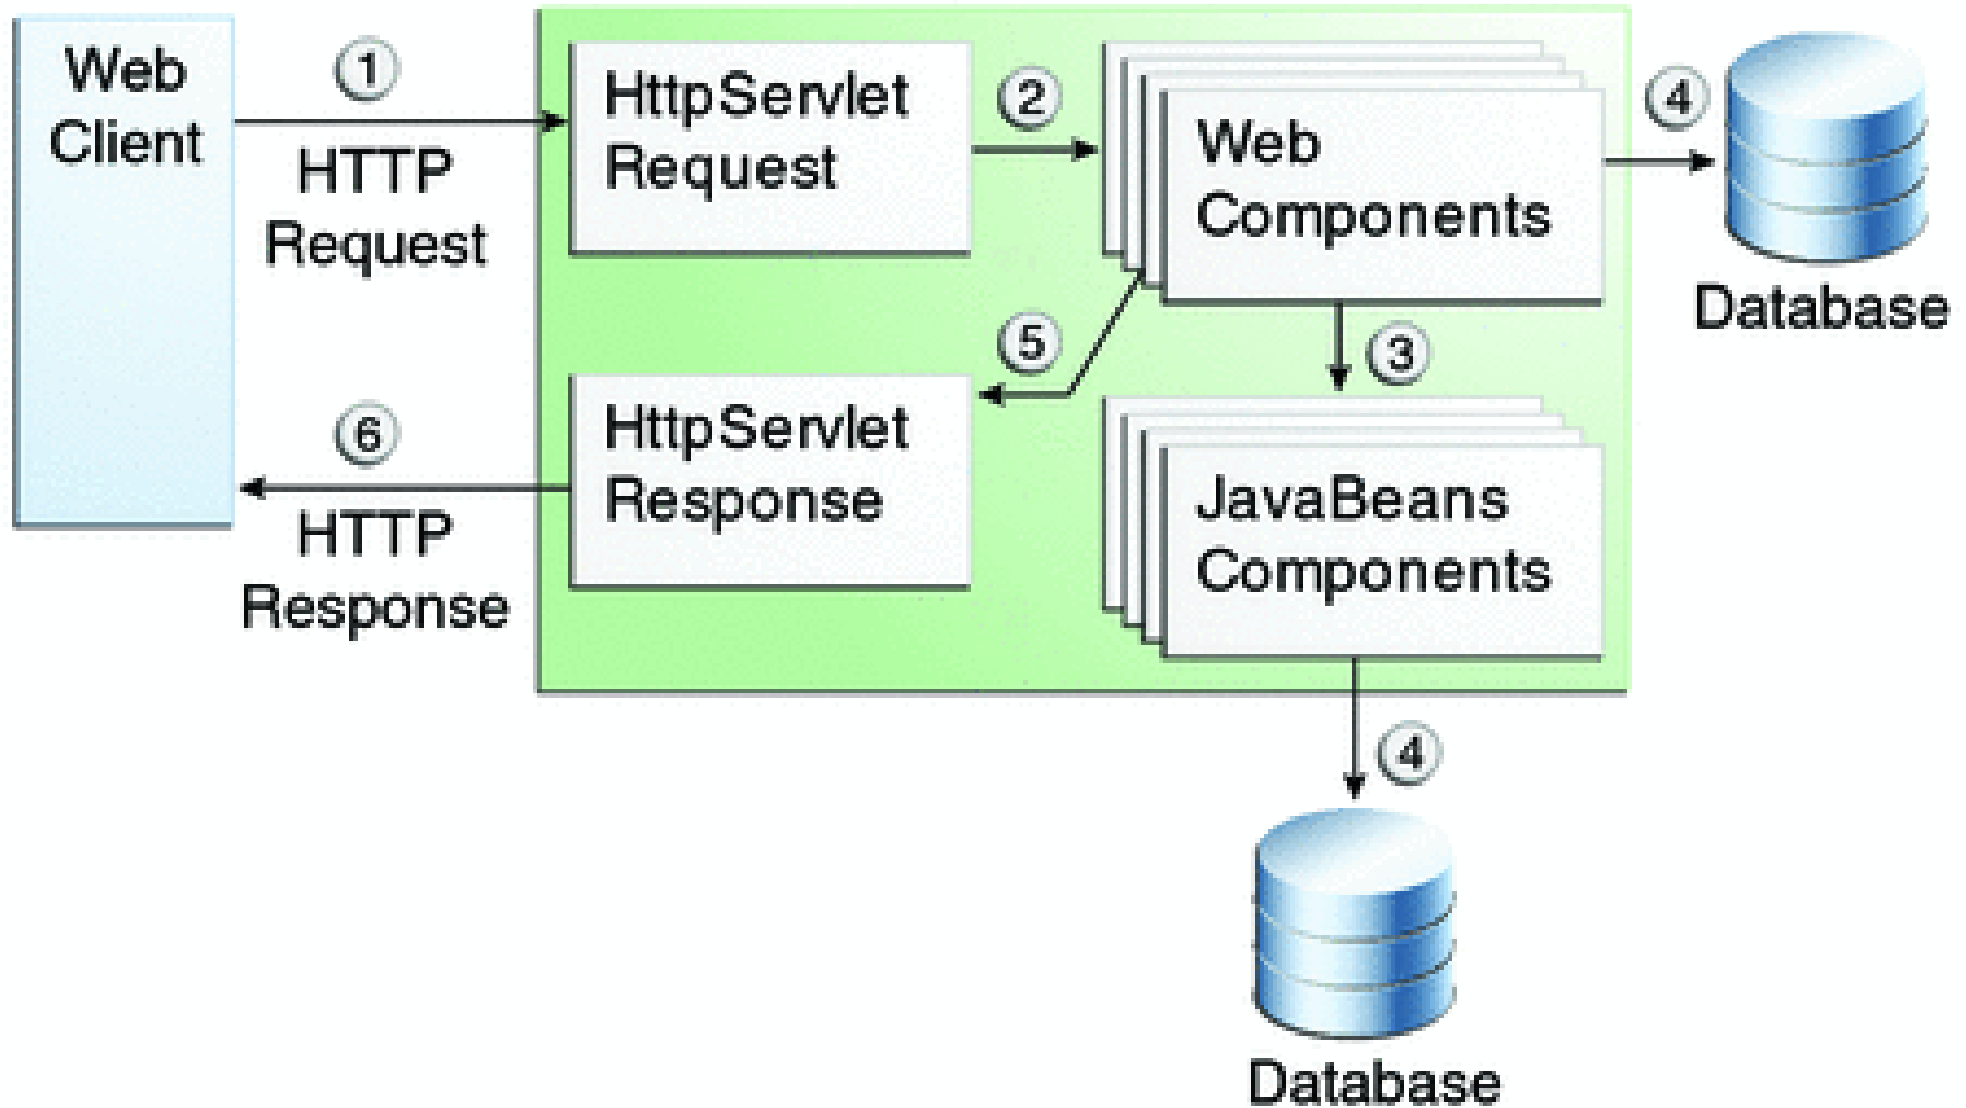 Web
Client
1
HTTP
Request
HttpServlet
Request
2
Web
Components
4
Database
3
5
HttpServlet
Response
6
HTTP
Response
JavaBeans
Components
4
Database